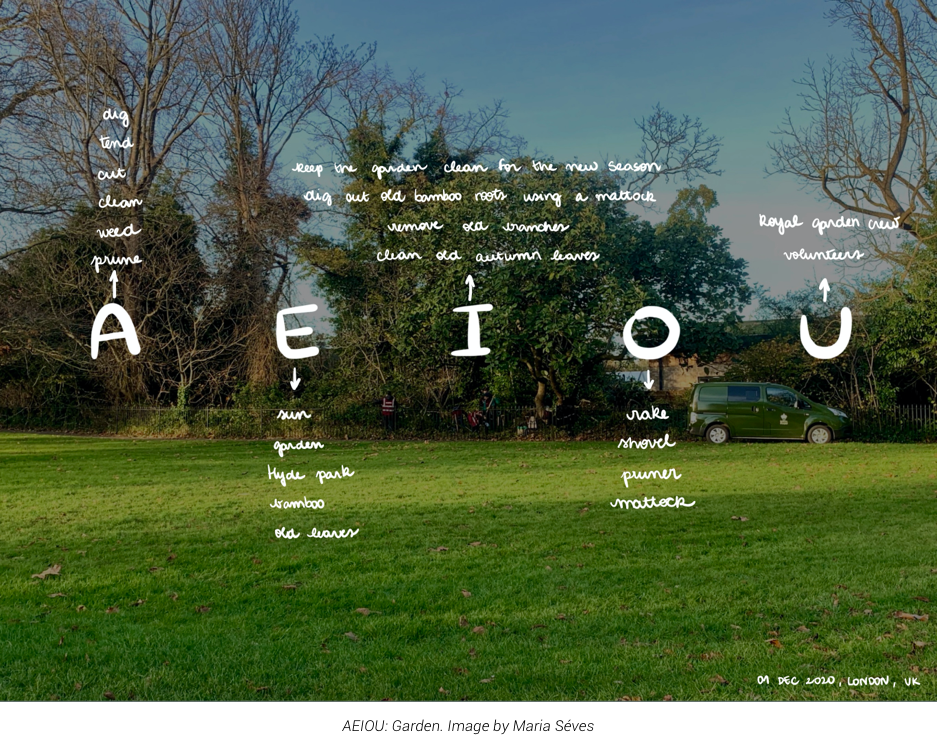 dig
tend
cut
clean
weed
prune
A
keep the garden clean for the new season
dig out old bamboo roots using a mattock
remove old branches
clean old autumn leaves
I
Royal garden crew
volunteers
U
E
sun
garden
Hyde park
bamboo
old leaves
O
rake
shovel
pruner
mattock
09 DEC 2020, LONDON, UK
AEIOU: Garden. Image by Maria Séves